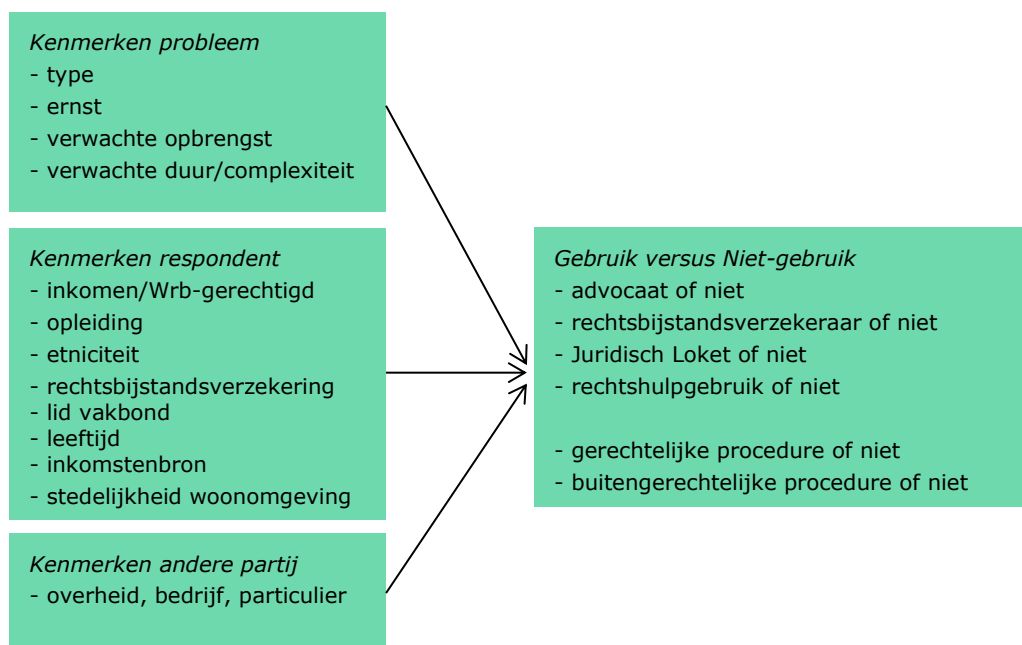 Kenmerken probleem
- type
- ernst
- verwachte opbrengst
- verwachte duur/complexiteit
Kenmerken respondent
- inkomen/Wrb-gerechtigd
- opleiding
- etniciteit
- rechtsbijstandsverzekering
- lid vakbond
- leeftijd
- inkomstenbron
- stedelijkheid woonomgeving
Kenmerken andere partij
- overheid, bedrijf, particulier
Gebruik versus Niet-gebruik
- advocaat of niet
- rechtsbijstandsverzekeraar of niet
- Juridisch Loket of niet
- rechtshulpgebruik of niet
- gerechtelijke procedure of niet
- buitengerechtelijke procedure of niet